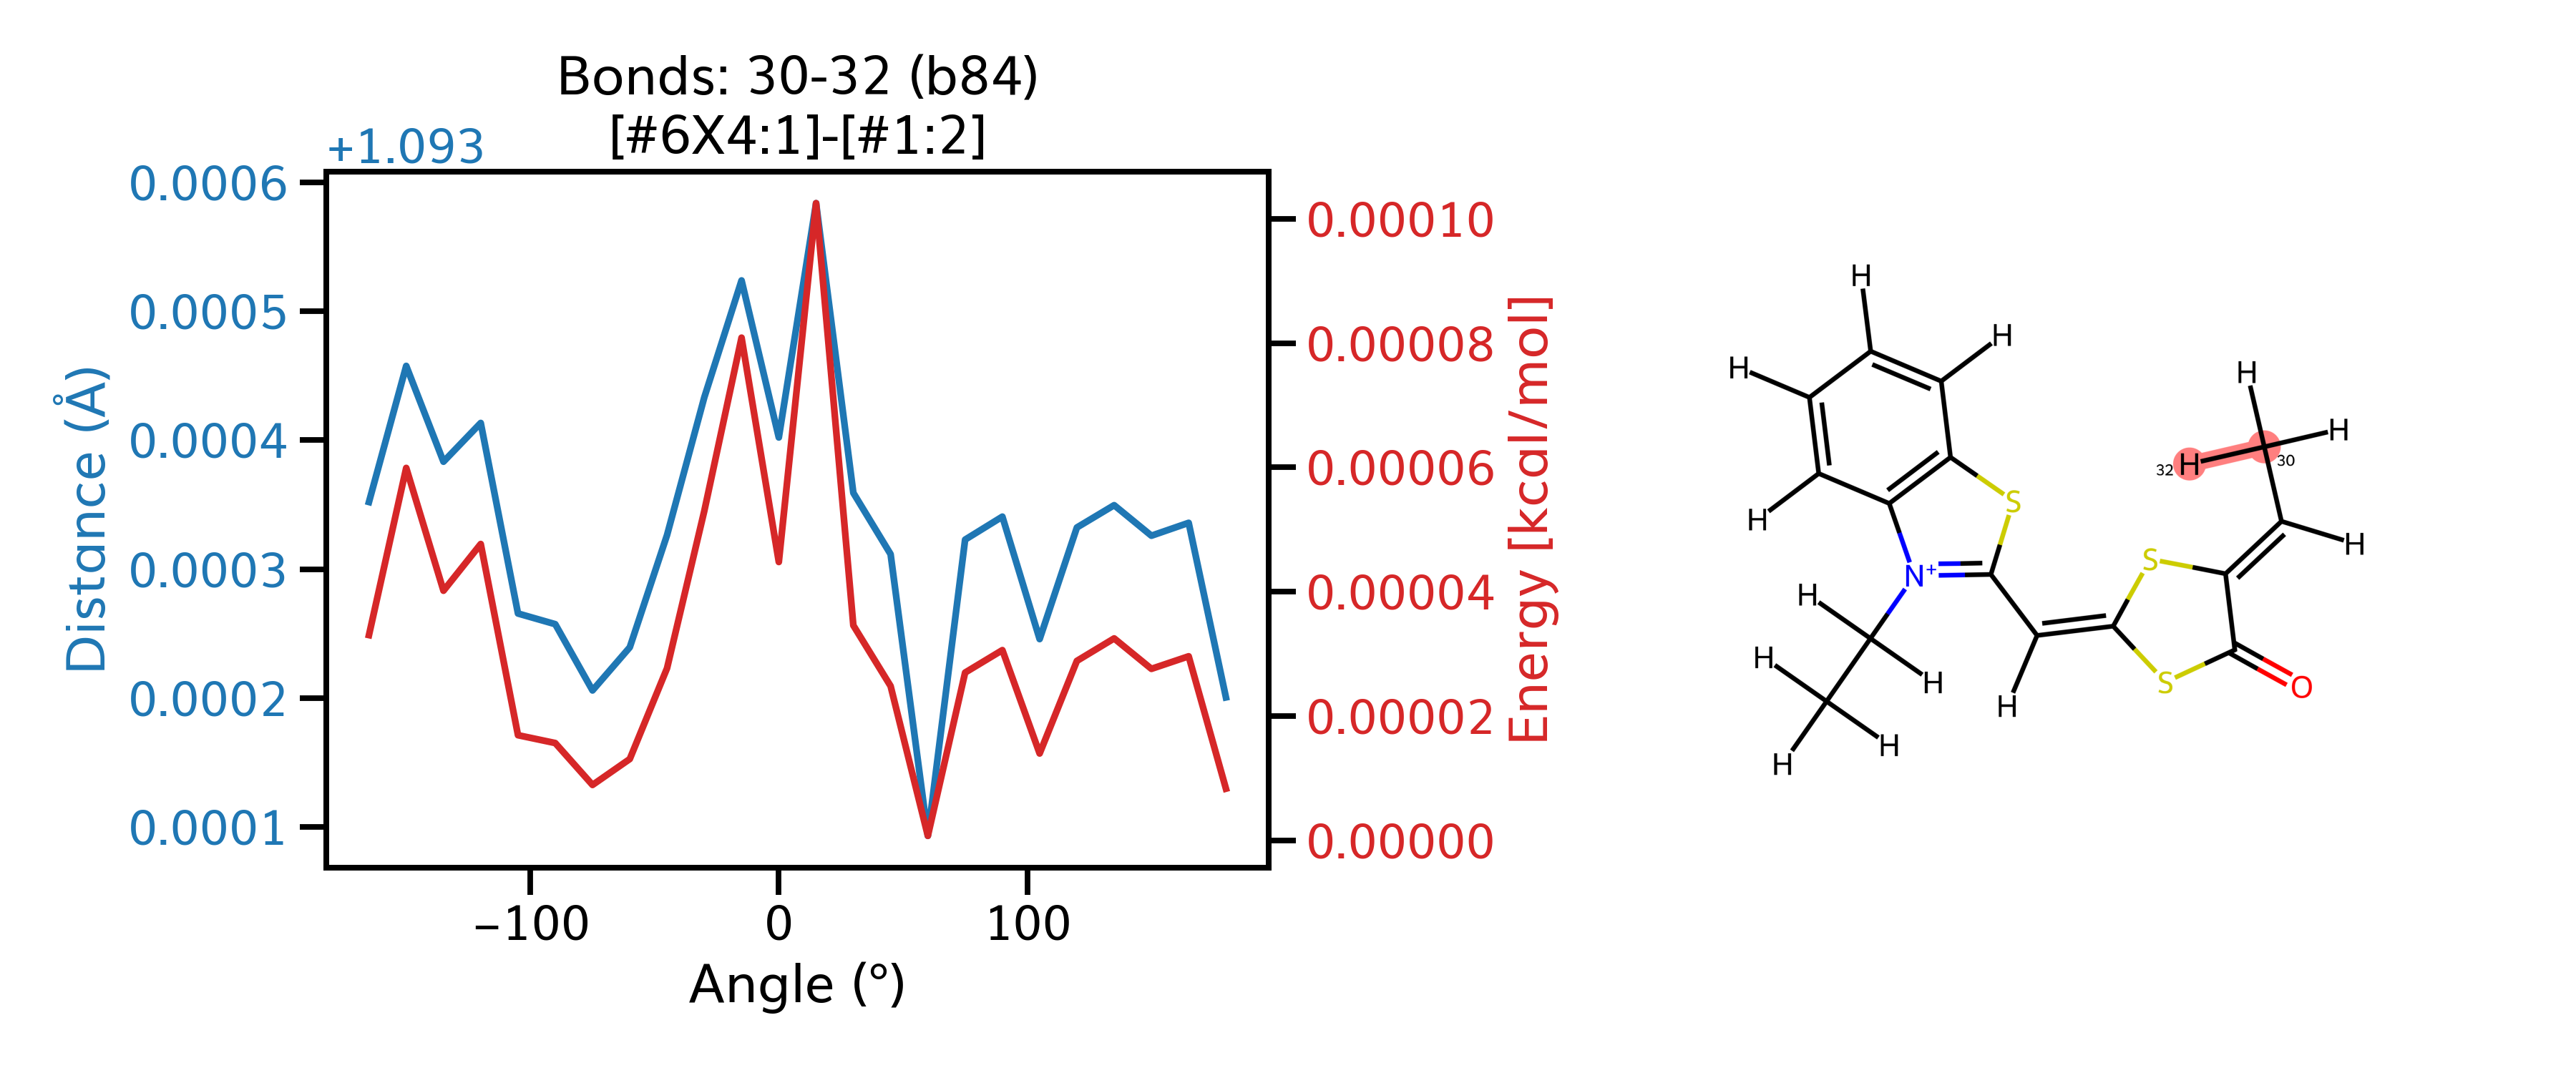 Bonds: 30-32 (b84)
[#6X4:1]-[#1:2]
+1.093
0.0006
0.0005
0.0004
0.0003
0.0002
0.0001
Distance (Å)
−100
0
100
Angle (°)
0.00010
0.00008
0.00006
0.00004
0.00002
0.00000
Energy [kcal/mol]
H
H
H
H
H
H
32 H
30
S
H
S
N⁺
H
H
H
S
O
H
H
H